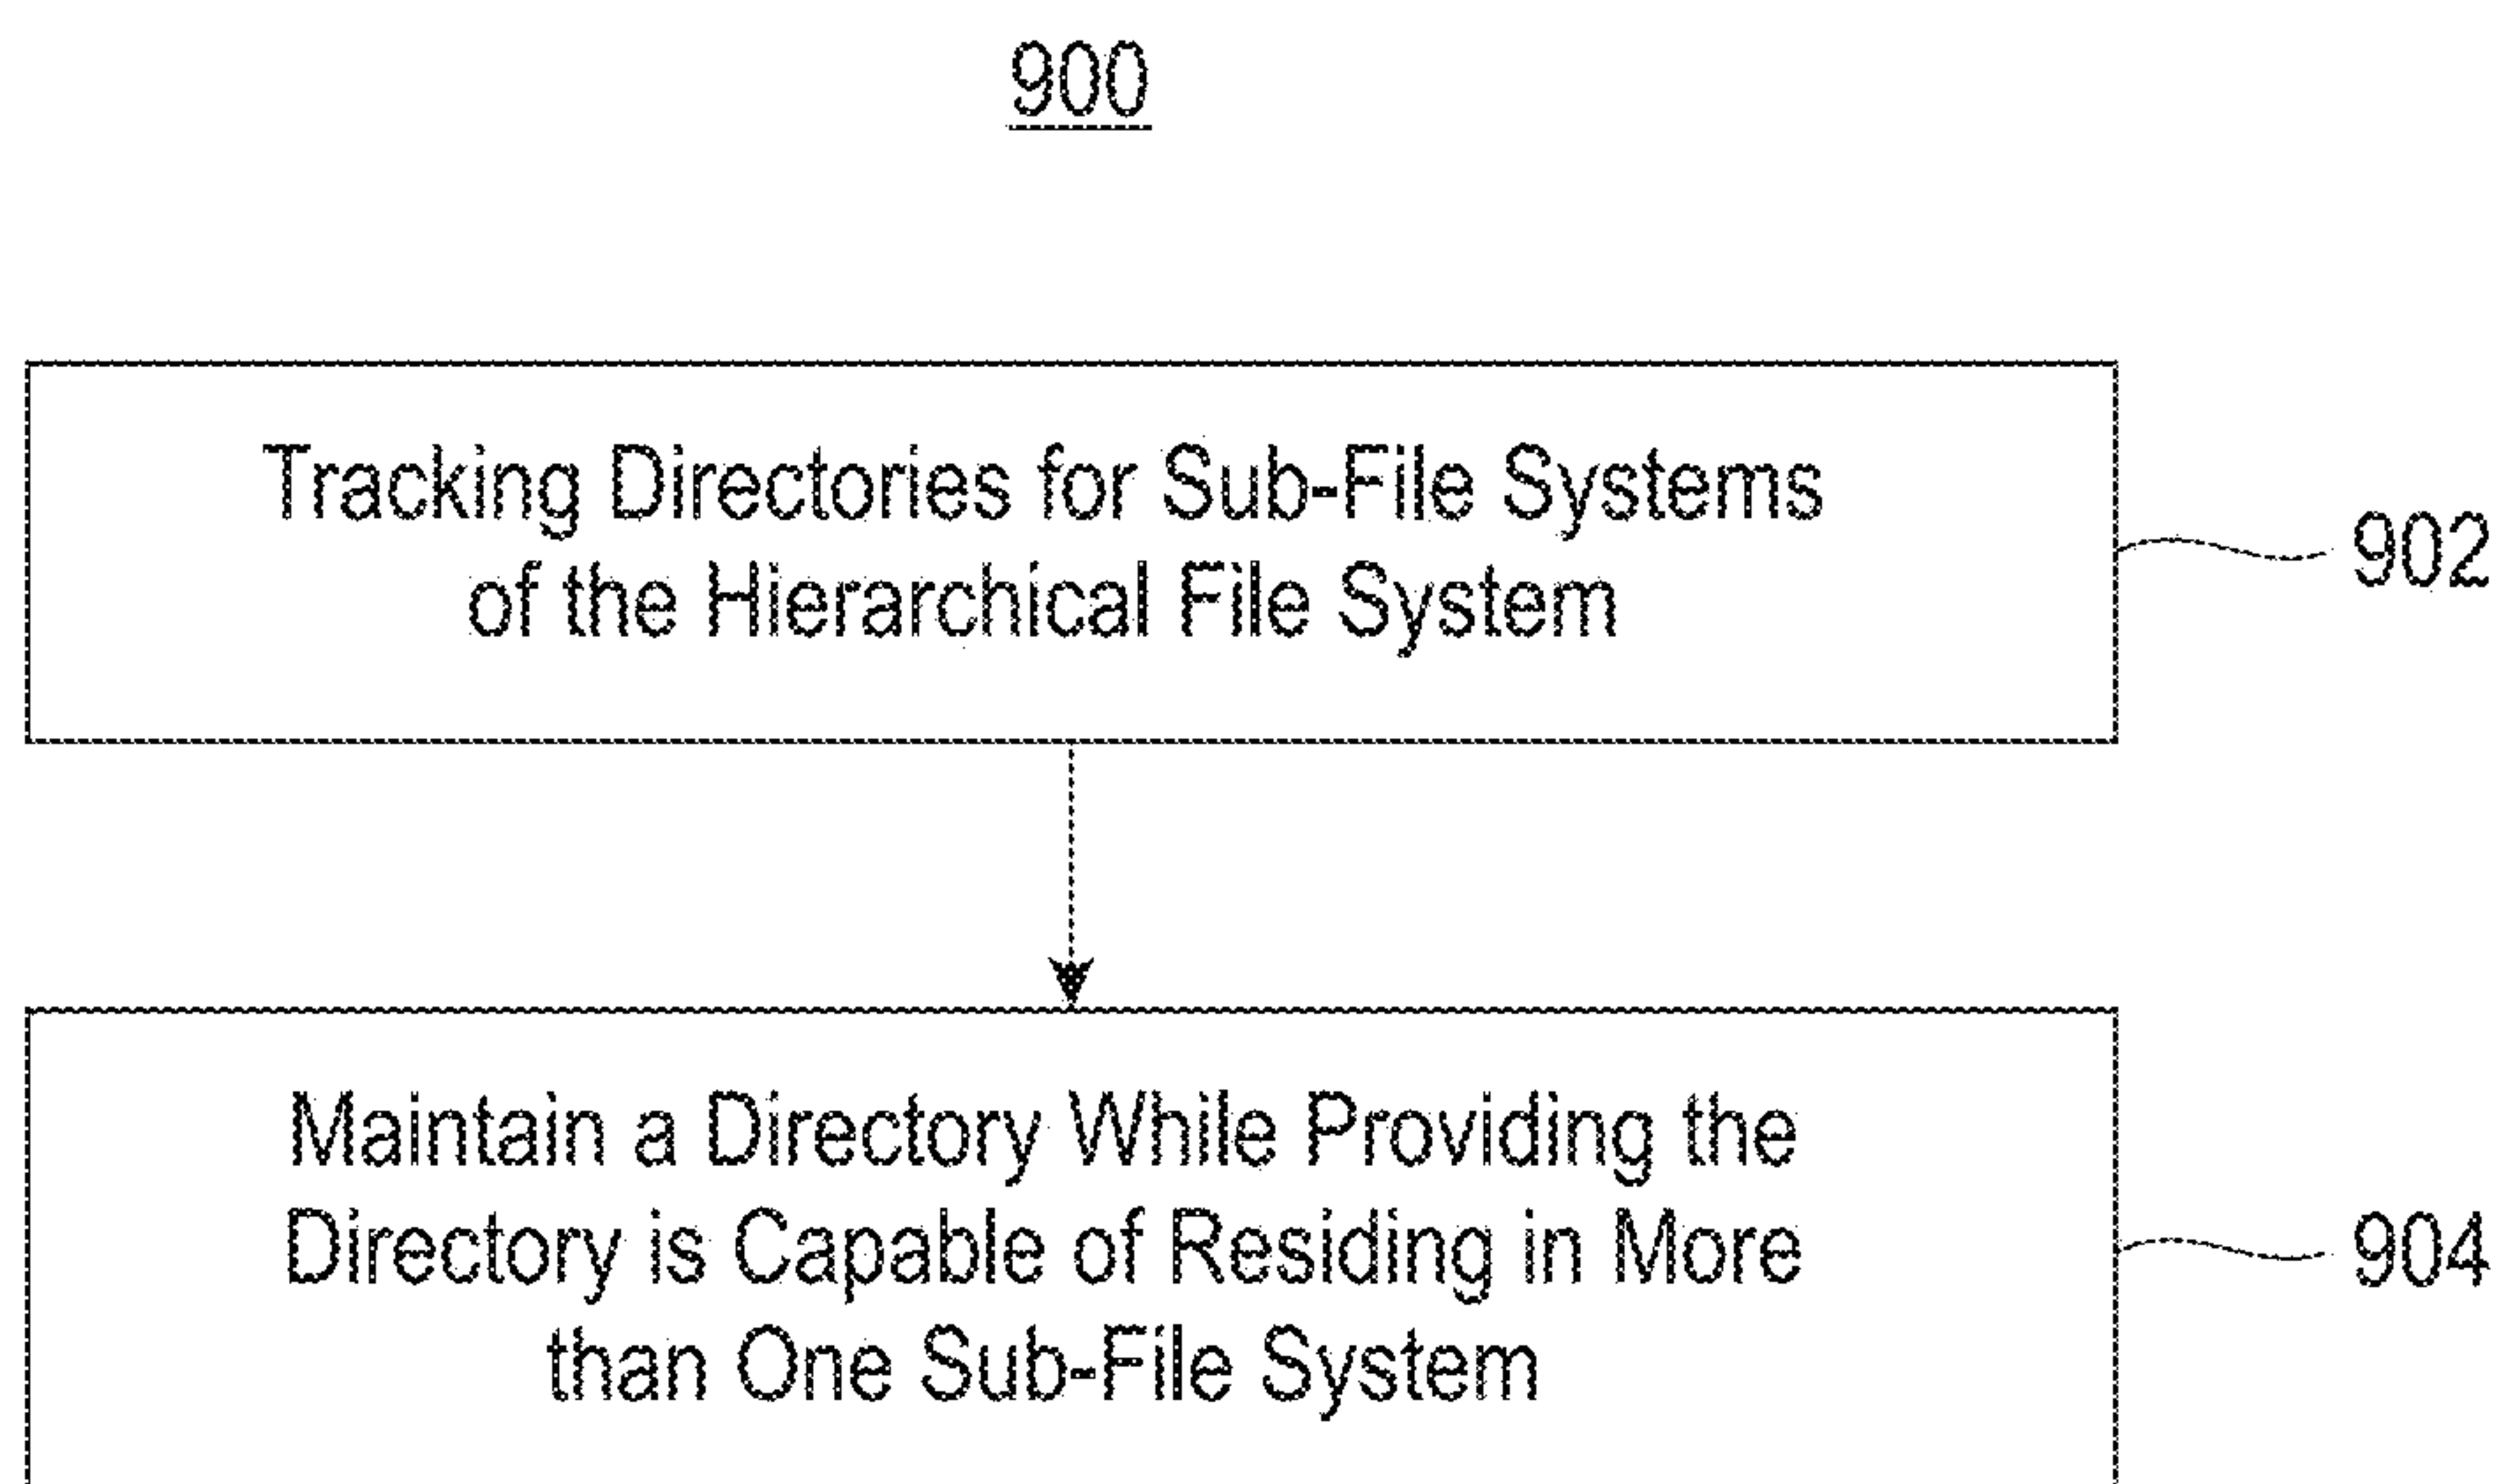 900
Tracking Directories for Sub-File Systems
of the Hierarchical File System
902
Maintain a Directory While Providing the
Directory is Capable of Residing in More
than One Sub-File System
904